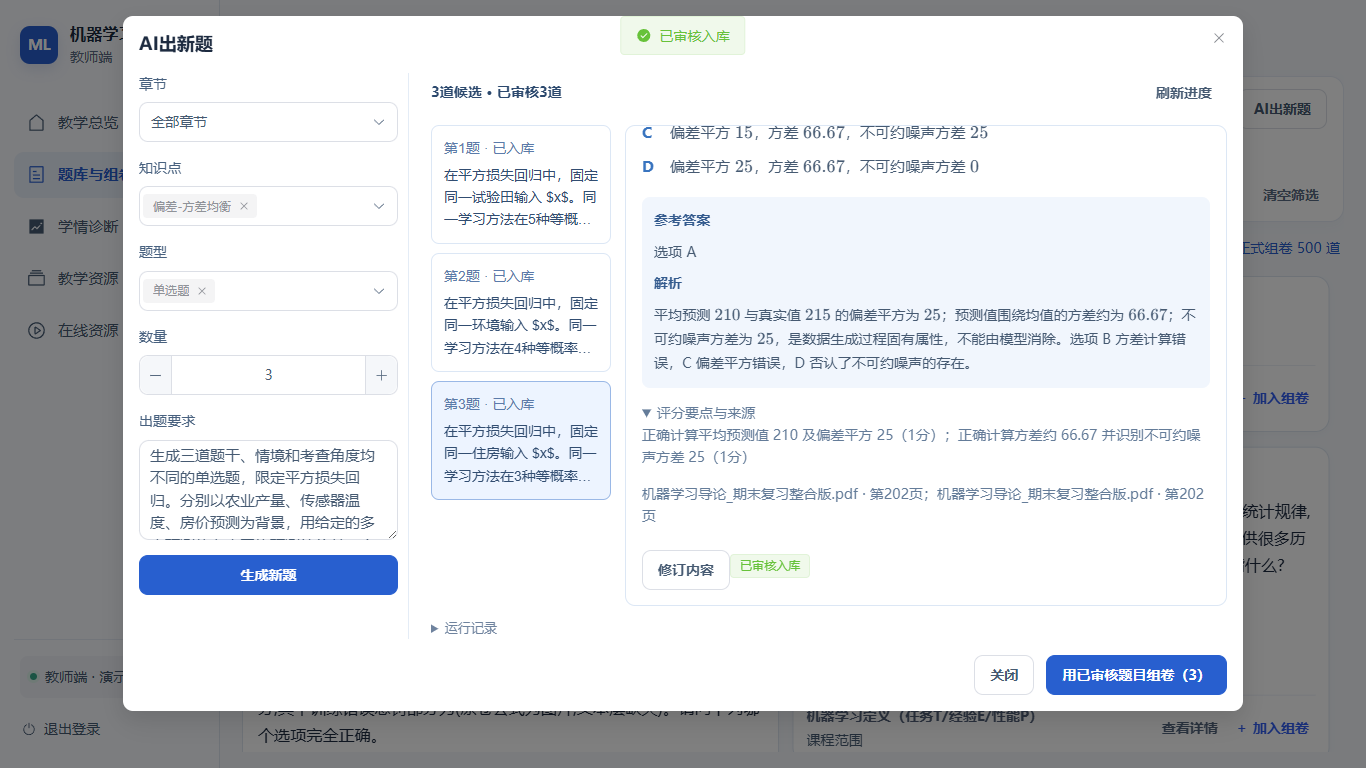 ML
机器学习
教师端
教学总览
题库与组卷
学情诊断
教学资源
在线资源
教师端 · 演示
退出登录
AI出新题
已审核入库
章节
全部章节
知识点
偏差-方差均衡
题型
单选题
数量
3
出题要求
生成三道题干、情境和考查角度均
不同的单选题，限定平方损失回
归。分别以农业产量、传感器温
度、房价预测为背景，用给定的多
生成新题
3道候选 • 已审核3道
刷新进度
第1题 · 已入库
在平方损失回归中，固定
同一试验田输入 $x$。同
一学习方法在5种等概…
第2题 · 已入库
在平方损失回归中，固定
同一环境输入 $x$。同一
学习方法在4种等概率…
第3题 · 已入库
在平方损失回归中，固定
同一住房输入 $x$。同一
学习方法在3种等概率…
C 偏差平方 15，方差 66.67，不可约噪声方差 25
D 偏差平方 25，方差 66.67，不可约噪声方差 0
参考答案
选项 A
解析
平均预测 210 与真实值 215 的偏差平方为 25；预测值围绕均值的方差约为 66.67；不
可约噪声方差为 25，是数据生成过程固有属性，不能由模型消除。选项 B 方差计算错
误，C 偏差平方错误，D 否认了不可约噪声的存在。
▼ 评分要点与来源
正确计算平均预测值 210 及偏差平方 25（1分）；正确计算方差约 66.67 并识别不可约噪
声方差 25（1分）
机器学习导论_期末复习整合版.pdf · 第202页；机器学习导论_期末复习整合版.pdf · 第202
页
修订内容
已审核入库
▶ 运行记录
关闭
用已审核题目组卷（3）
AI出新题
清空筛选
正式组卷 500 道
+ 加入组卷
统计规律,
供很多历
什么?
个选项完全正确。
机器学习定义（任务T/经验E/性能P）
课程范围
查看详情
+ 加入组卷